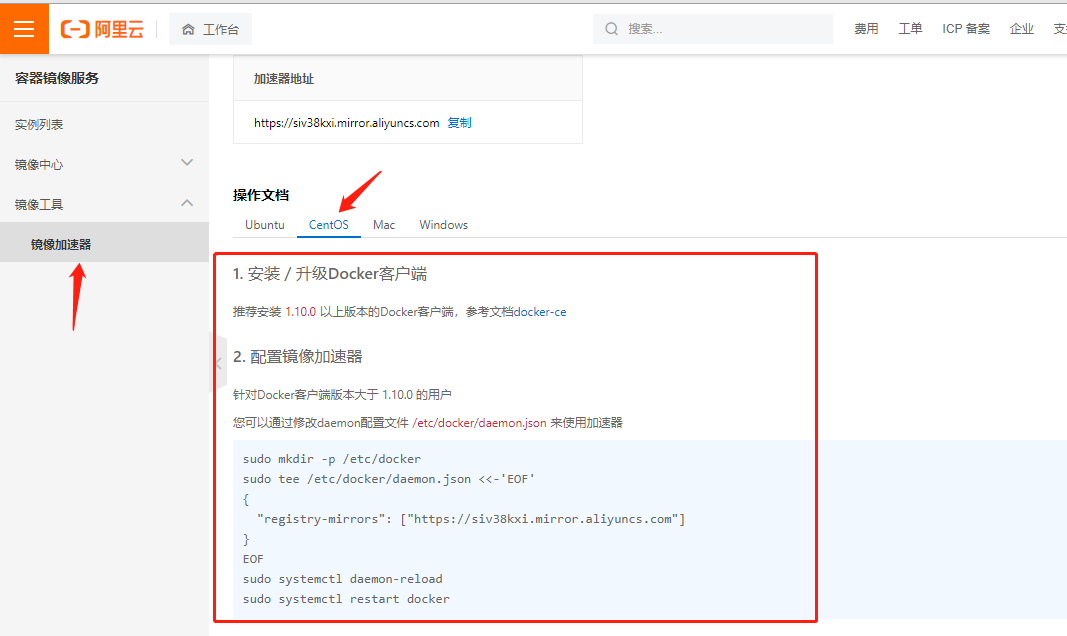 阿里云
工作台
搜索...
费用
工单
ICP 备案
企业
容器镜像服务
实例列表
镜像中心
镜像工具
镜像加速器
加速器地址
https://siv38kxi.mirror.aliyuncs.com 复制
操作文档
Ubuntu CentOS Mac Windows
1. 安装 / 升级Docker客户端
推荐安装 1.10.0 以上版本的Docker客户端，参考文档docker-ce
2. 配置镜像加速器
针对Docker客户端版本大于 1.10.0 的用户
您可以通过修改daemon配置文件 /etc/docker/daemon.json 来使用加速器
sudo mkdir -p /etc/docker
sudo tee /etc/docker/daemon.json <<-'EOF'
{
  "registry-mirrors": ["https://siv38kxi.mirror.aliyuncs.com"]
}
EOF
sudo systemctl daemon-reload
sudo systemctl restart docker